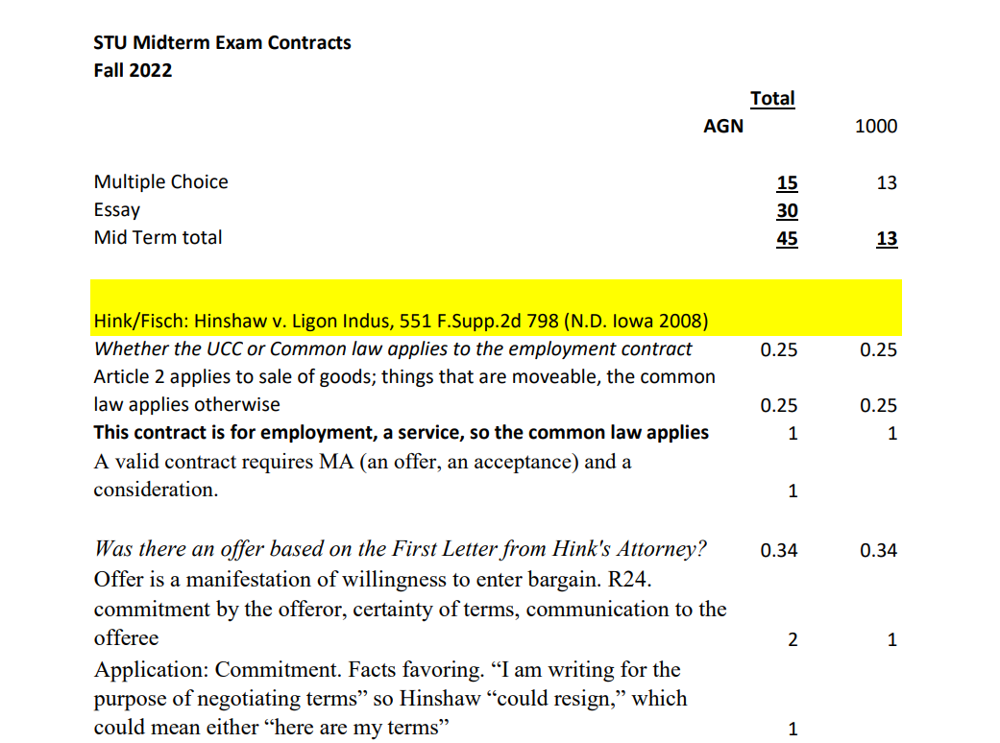 STU Midterm Exam Contracts
Fall 2022
Total
AGN 1000
Multiple Choice 15 13
Essay 30
Mid Term total 45 13
Hink/Fisch: Hinshaw v. Ligon Indus, 551 F.Supp.2d 798 (N.D. Iowa 2008)
Whether the UCC or Common law applies to the employment contract 0.25 0.25
Article 2 applies to sale of goods; things that are moveable, the common
law applies otherwise 0.25 0.25
This contract is for employment, a service, so the common law applies 1 1
A valid contract requires MA (an offer, an acceptance) and a
consideration. 1
Was there an offer based on the First Letter from Hink's Attorney? 0.34 0.34
Offer is a manifestation of willingness to enter bargain. R24.
commitment by the offeror, certainty of terms, communication to the
offeree 2 1
Application: Commitment. Facts favoring. “I am writing for the
purpose of negotiating terms” so Hinshaw “could resign,” which
could mean either “here are my terms” 1